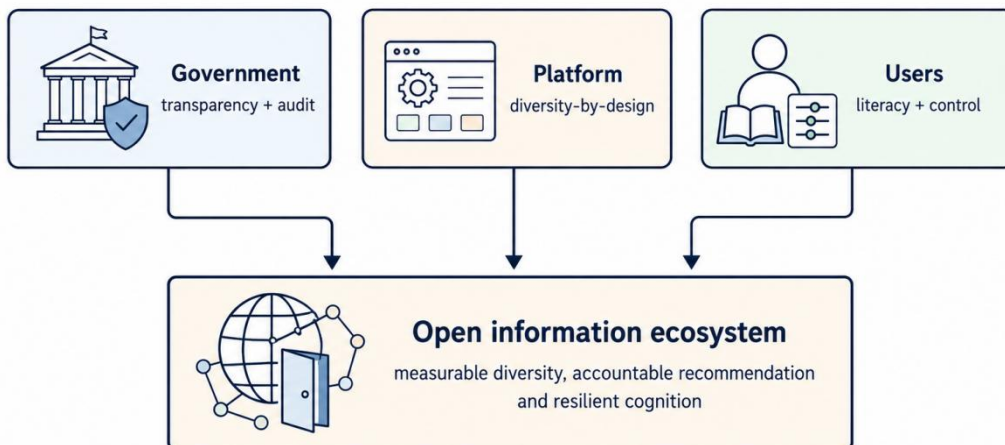 Government
transparency + audit
Platform
diversity-by-design
Users
literacy + control
Open information ecosystem
measurable diversity, accountable recommendation
and resilient cognition